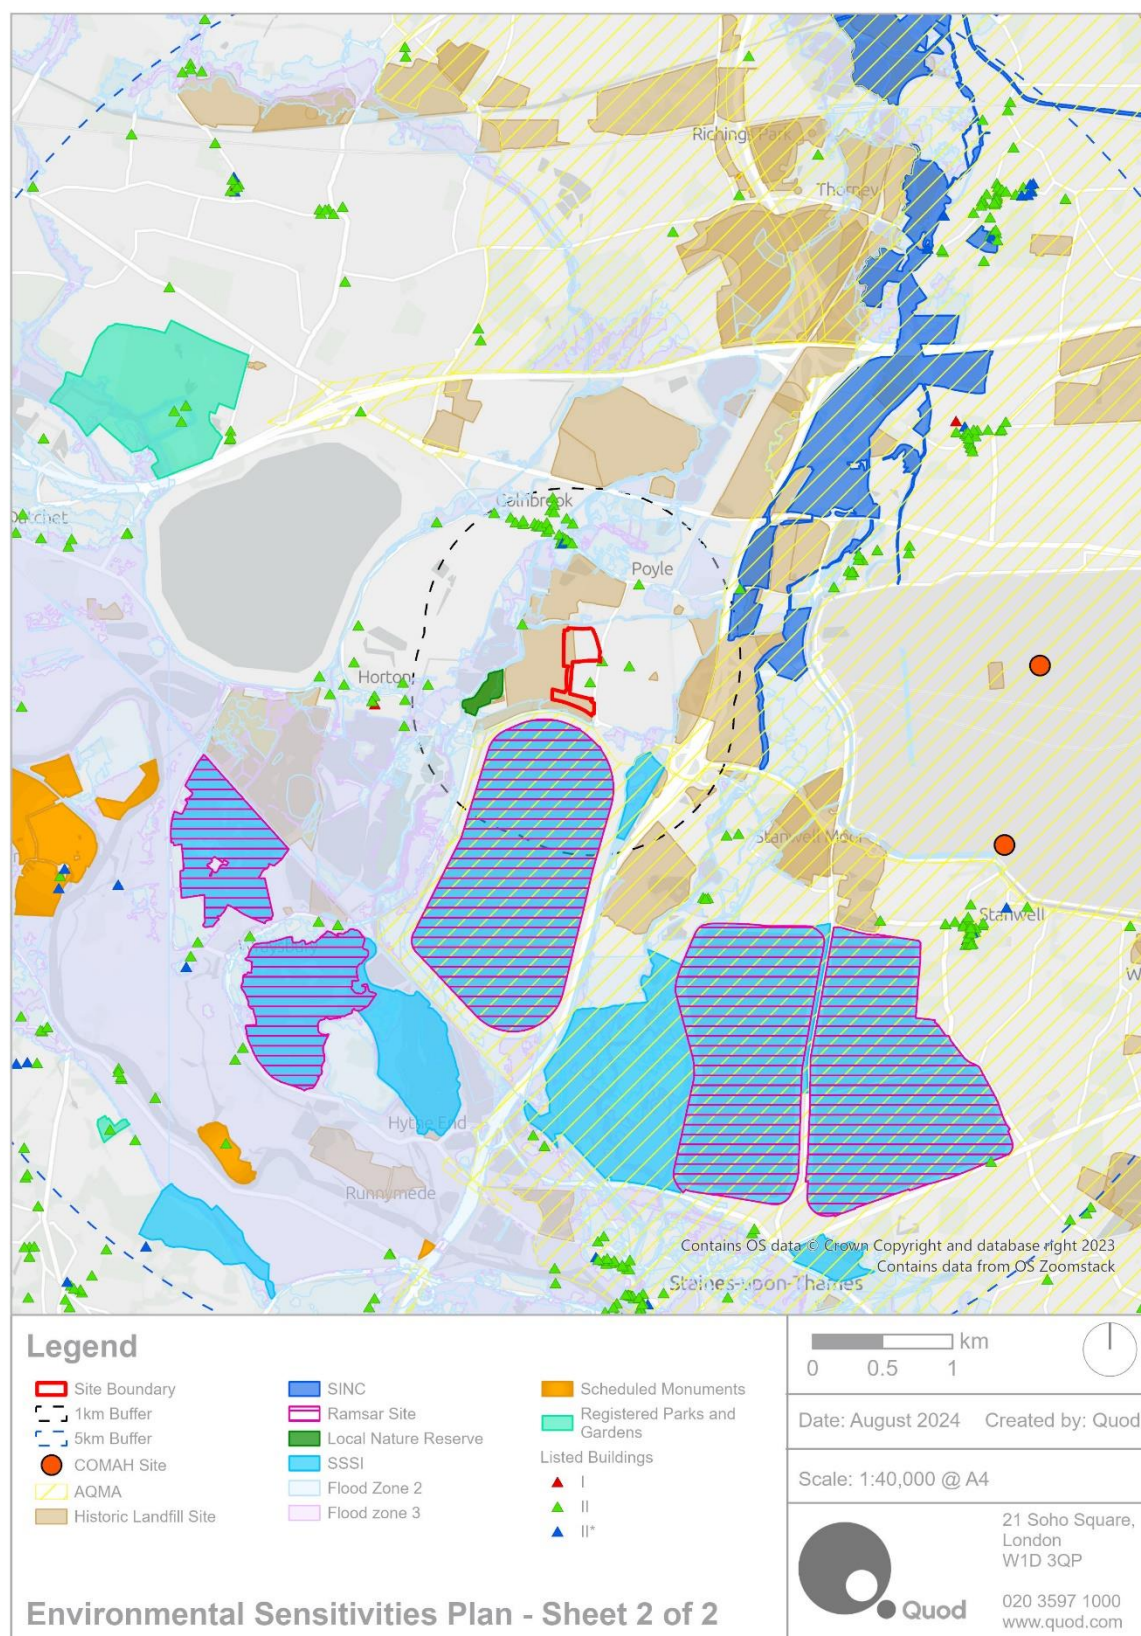 Richings Park
Thorney
Colnbrook
Datchet
Poyle
Horton
Stanwell Moor
Stanwell
W
Wraysbury
Hythe End
Runnymede
Contains OS data © Crown Copyright and database right 2023
Contains data from OS Zoomstack
Staines-upon-Thames
Legend
Site Boundary
1km Buffer
5km Buffer
COMAH Site
AQMA
Historic Landfill Site
SINC
Ramsar Site
Local Nature Reserve
SSSI
Flood Zone 2
Flood zone 3
Scheduled Monuments
Registered Parks and
Gardens
Listed Buildings
I
II
II*
Environmental Sensitivities Plan - Sheet 2 of 2
km
0 0.5 1
Date: August 2024 Created by: Quod
Scale: 1:40,000 @ A4
Quod
21 Soho Square,
London
W1D 3QP
020 3597 1000
www.quod.com